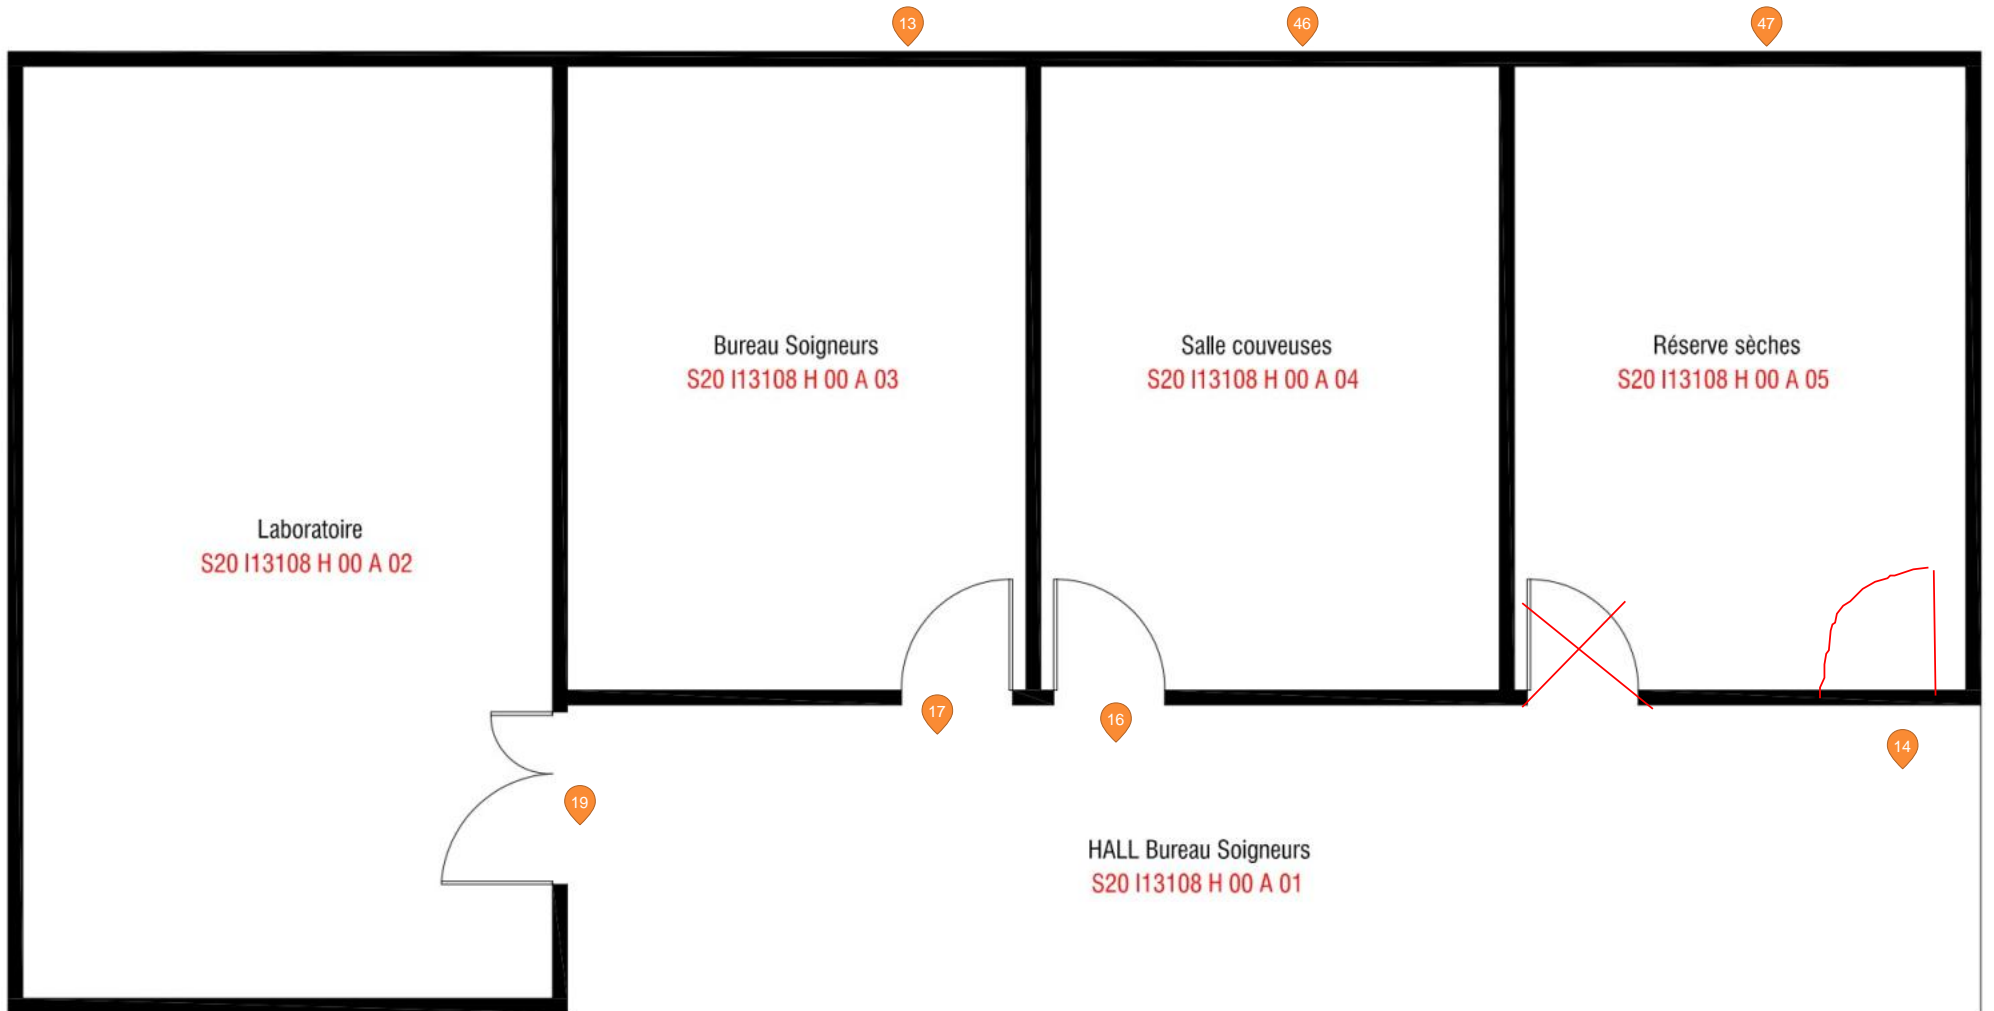 13
46
47
Bureau Soigneurs
S20 I13108 H 00 A 03
Salle couveuses
S20 I13108 H 00 A 04
Réserve sèches
S20 I13108 H 00 A 05
Laboratoire
S20 I13108 H 00 A 02
17
16
14
19
HALL Bureau Soigneurs
S20 I13108 H 00 A 01